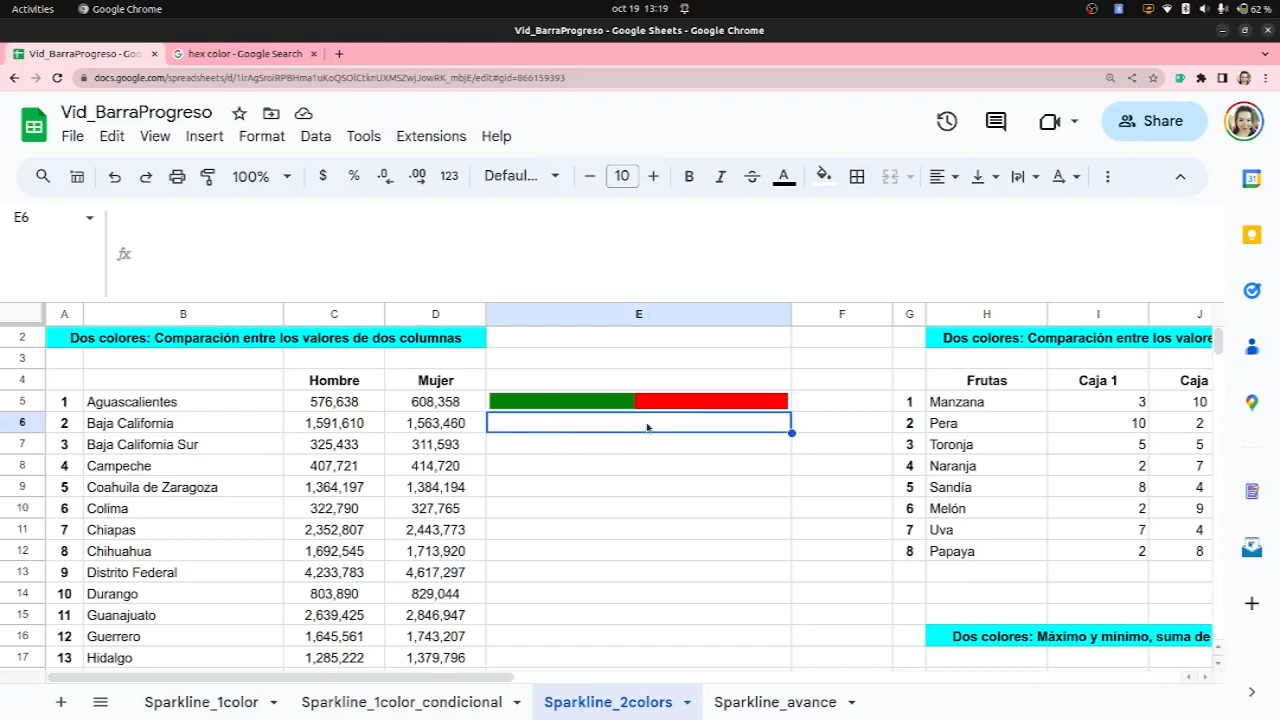 Activities Google Chrome oct 19 13:19 62 %
Vid_BarraProgreso - Google Sheets - Google Chrome
Vid_BarraProgreso - Goo hex color - Google Search
docs.google.com/spreadsheets/d/1irAgSroiRPBHma1uKoQSOlCtknUXMSZwjJowRK_mbjE/edit#gid=866159393
Vid_BarraProgreso
File Edit View Insert Format Data Tools Extensions Help
Share
100% $ % .0 .00 123 Defaul... 10 B I A
E6
fx
A B C D E F G H I J
2 Dos colores: Comparación entre los valores de dos columnas Dos colores: Comparación entre los valore
3
4 Hombre Mujer Frutas Caja 1 Caja
5 1 Aguascalientes 576,638 608,358 1 Manzana 3 10
6 2 Baja California 1,591,610 1,563,460 2 Pera 10 2
7 3 Baja California Sur 325,433 311,593 3 Toronja 5 5
8 4 Campeche 407,721 414,720 4 Naranja 2 7
9 5 Coahuila de Zaragoza 1,364,197 1,384,194 5 Sandía 8 4
10 6 Colima 322,790 327,765 6 Melón 2 9
11 7 Chiapas 2,352,807 2,443,773 7 Uva 7 4
12 8 Chihuahua 1,692,545 1,713,920 8 Papaya 2 8
13 9 Distrito Federal 4,233,783 4,617,297
14 10 Durango 803,890 829,044
15 11 Guanajuato 2,639,425 2,846,947
16 12 Guerrero 1,645,561 1,743,207 Dos colores: Máximo y mínimo, suma de
17 13 Hidalgo 1,285,222 1,379,796
Sparkline_1color Sparkline_1color_condicional Sparkline_2colors Sparkline_avance